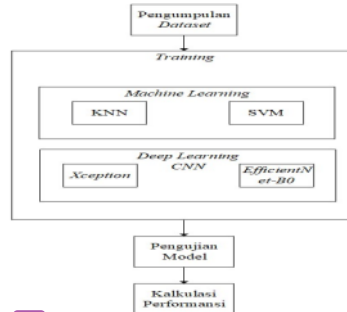 Pengumpulan
Dataset
Training
Machine Learning
KNN SVM
Deep Learning
CNN
Xception EfficientN
et-B0
Pengujian
Model
Kalkulasi
Performansi